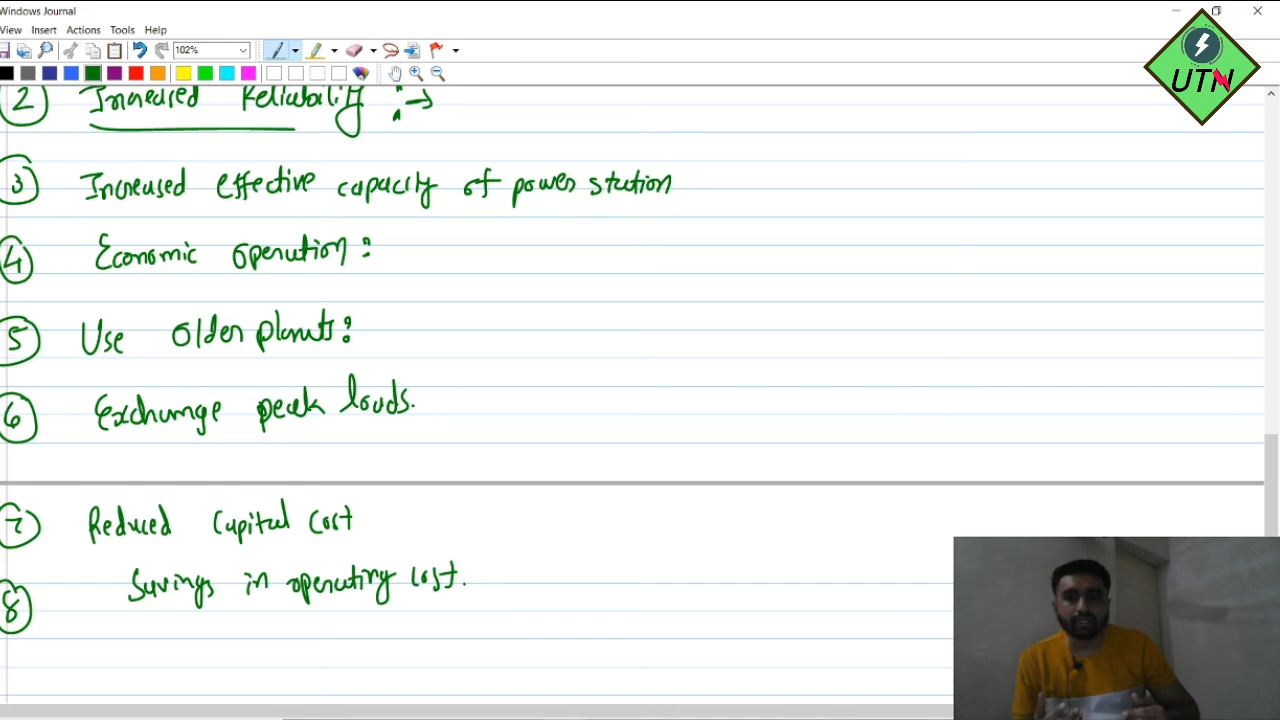 Windows Journal
View Insert Actions Tools Help
102%
UTN
2 Increased Reliability :→
3 Increased effective capacity of power station
4 Economic operation :
5 Use older plants :
6 Exchange peak loads.
7 Reduced Capital Cost
8 Savings in operating cost.